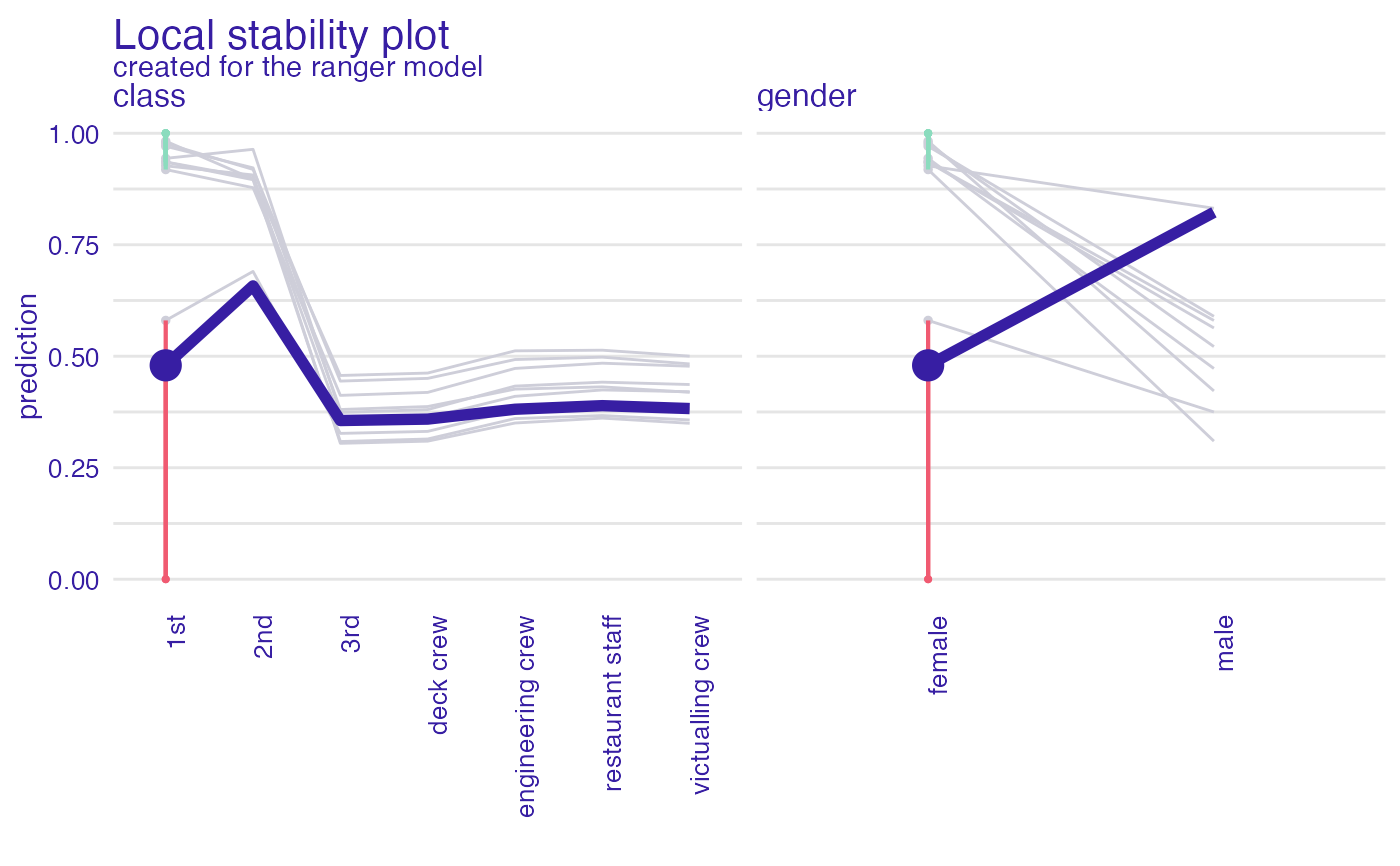 Local stability plot
created for the ranger model
class
gender
prediction
1.00
0.75
0.50
0.25
0.00
1st
2nd
3rd
deck crew
engineering crew
restaurant staff
victualling crew
female
male